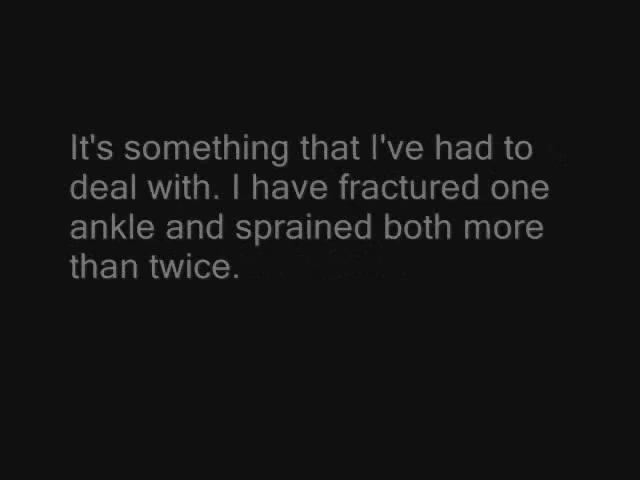 It's something that I've had to
deal with. I have fractured one
ankle and sprained both more
than twice.